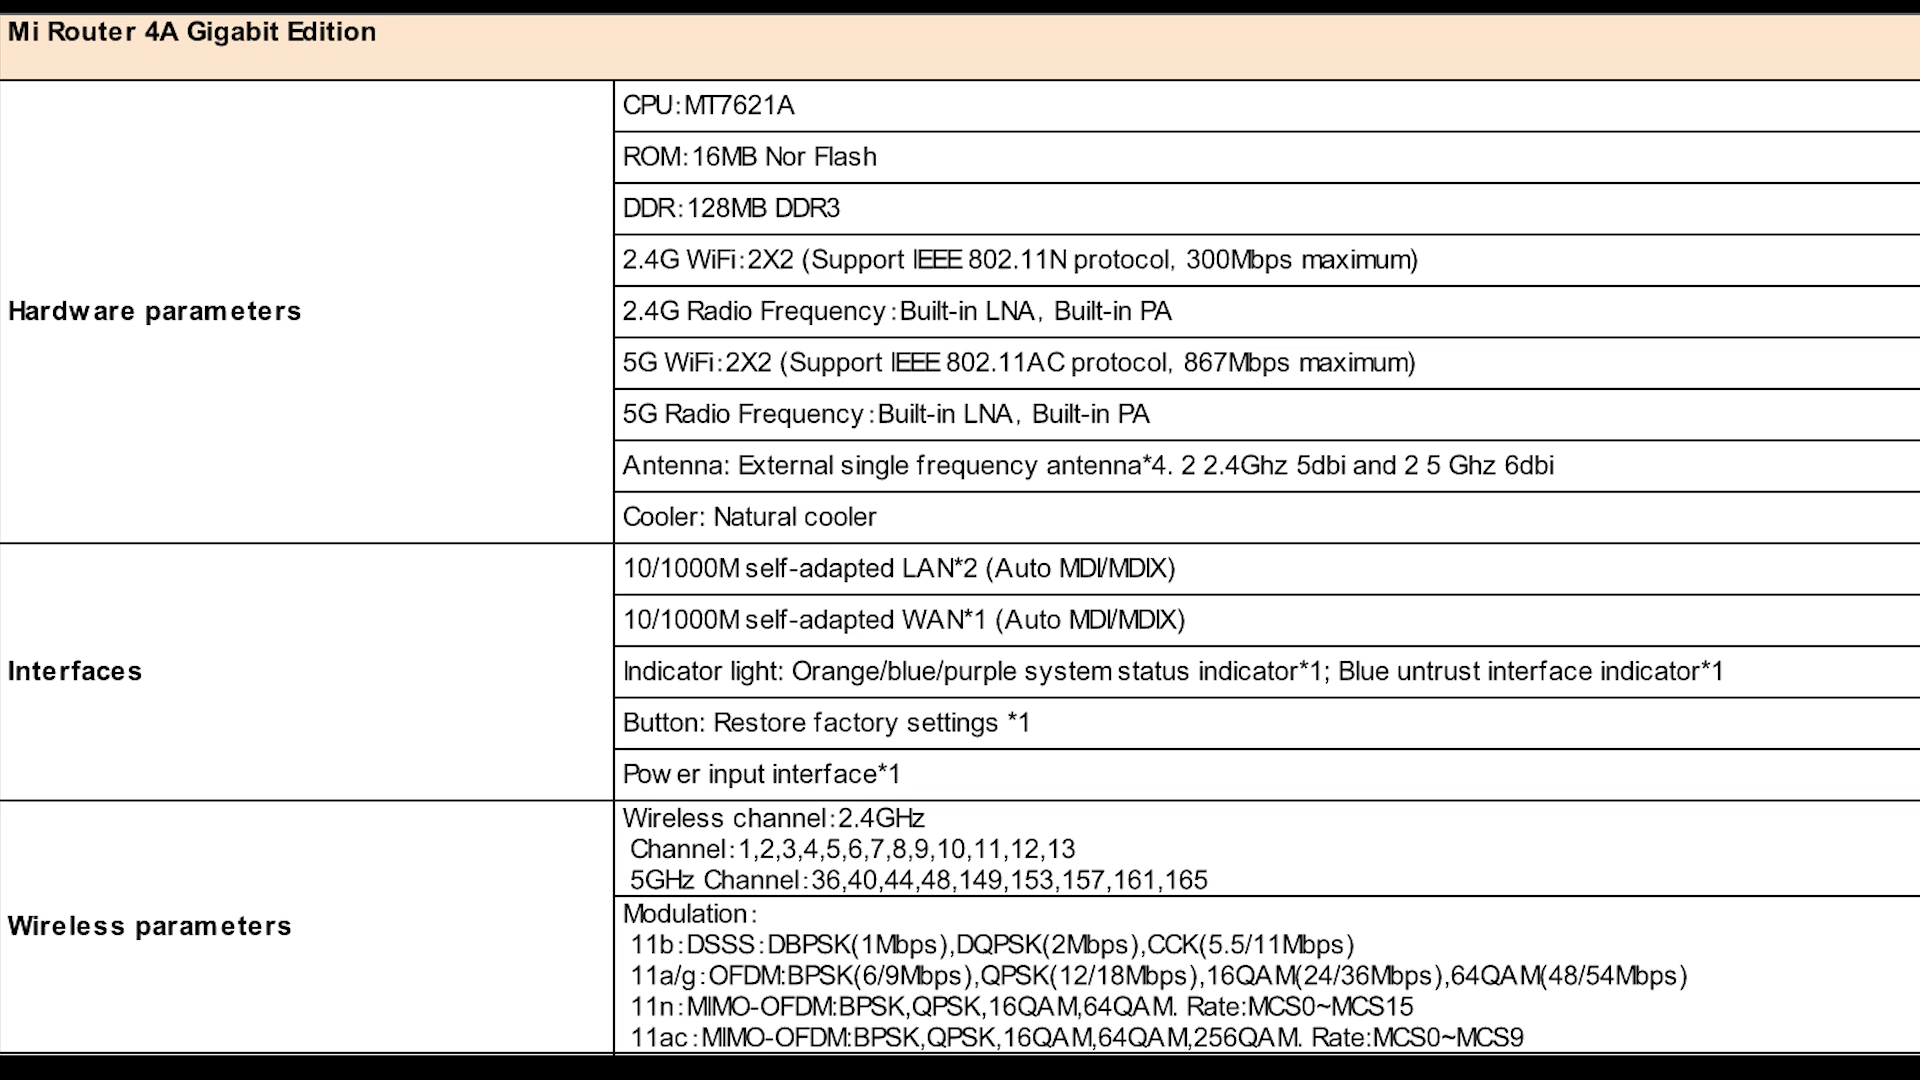 Mi Router 4A Gigabit Edition
Hardware parameters
CPU:MT7621A
ROM:16MB Nor Flash
DDR:128MB DDR3
2.4G WiFi:2X2 (Support IEEE 802.11N protocol, 300Mbps maximum)
2.4G Radio Frequency:Built-in LNA, Built-in PA
5G WiFi:2X2 (Support IEEE 802.11AC protocol, 867Mbps maximum)
5G Radio Frequency:Built-in LNA, Built-in PA
Antenna: External single frequency antenna*4. 2 2.4Ghz 5dbi and 2 5 Ghz 6dbi
Cooler: Natural cooler
Interfaces
10/1000M self-adapted LAN*2 (Auto MDI/MDIX)
10/1000M self-adapted WAN*1 (Auto MDI/MDIX)
Indicator light: Orange/blue/purple system status indicator*1; Blue untrust interface indicator*1
Button: Restore factory settings *1
Power input interface*1
Wireless parameters
Wireless channel:2.4GHz
Channel:1,2,3,4,5,6,7,8,9,10,11,12,13
5GHz Channel:36,40,44,48,149,153,157,161,165
Modulation:
11b:DSSS:DBPSK(1Mbps),DQPSK(2Mbps),CCK(5.5/11Mbps)
11a/g:OFDM:BPSK(6/9Mbps),QPSK(12/18Mbps),16QAM(24/36Mbps),64QAM(48/54Mbps)
11n:MIMO-OFDM:BPSK,QPSK,16QAM,64QAM. Rate:MCS0~MCS15
11ac:MIMO-OFDM:BPSK,QPSK,16QAM,64QAM,256QAM. Rate:MCS0~MCS9